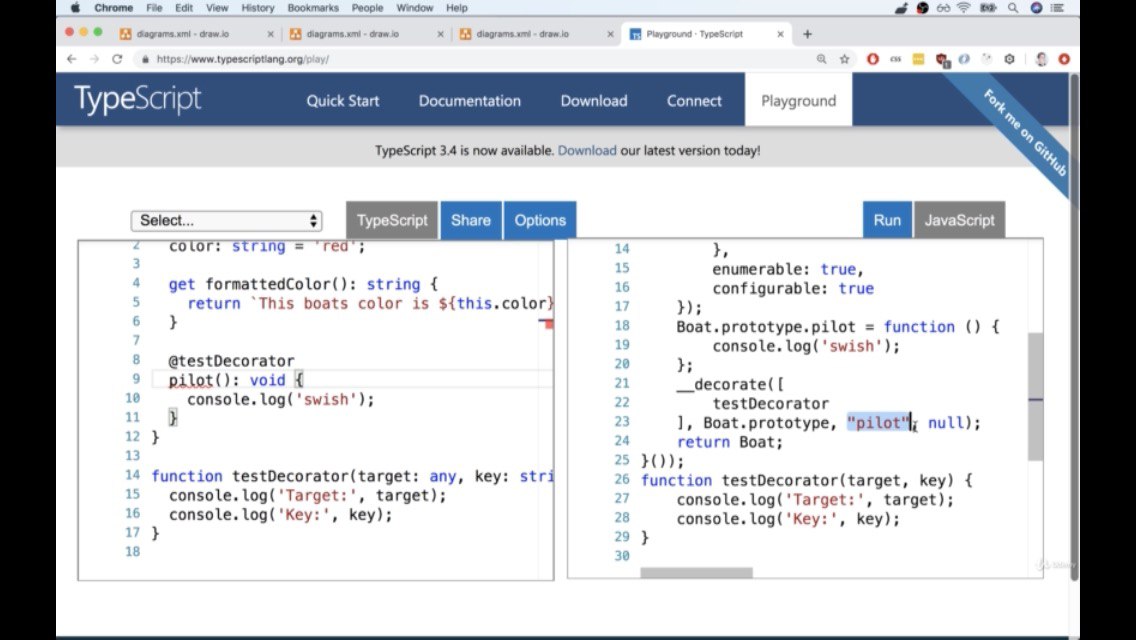 Chrome File Edit View History Bookmarks People Window Help
diagrams.xml - draw.io × diagrams.xml - draw.io × diagrams.xml - draw.io × TS Playground · TypeScript × +
https://www.typescriptlang.org/play/
TypeScript Quick Start Documentation Download Connect Playground
Fork me on GitHub
TypeScript 3.4 is now available. Download our latest version today!
Select... TypeScript Share Options Run JavaScript
2 color: string = 'red';
3
4 get formattedColor(): string {
5 return `This boats color is ${this.color}
6 }
7
8 @testDecorator
9 pilot(): void {
10 console.log('swish');
11 }
12 }
13
14 function testDecorator(target: any, key: stri
15 console.log('Target:', target);
16 console.log('Key:', key);
17 }
18
14 },
15 enumerable: true,
16 configurable: true
17 });
18 Boat.prototype.pilot = function () {
19 console.log('swish');
20 };
21 __decorate([
22 testDecorator
23 ], Boat.prototype, "pilot", null);
24 return Boat;
25 }());
26 function testDecorator(target, key) {
27 console.log('Target:', target);
28 console.log('Key:', key);
29 }
30
Udemy